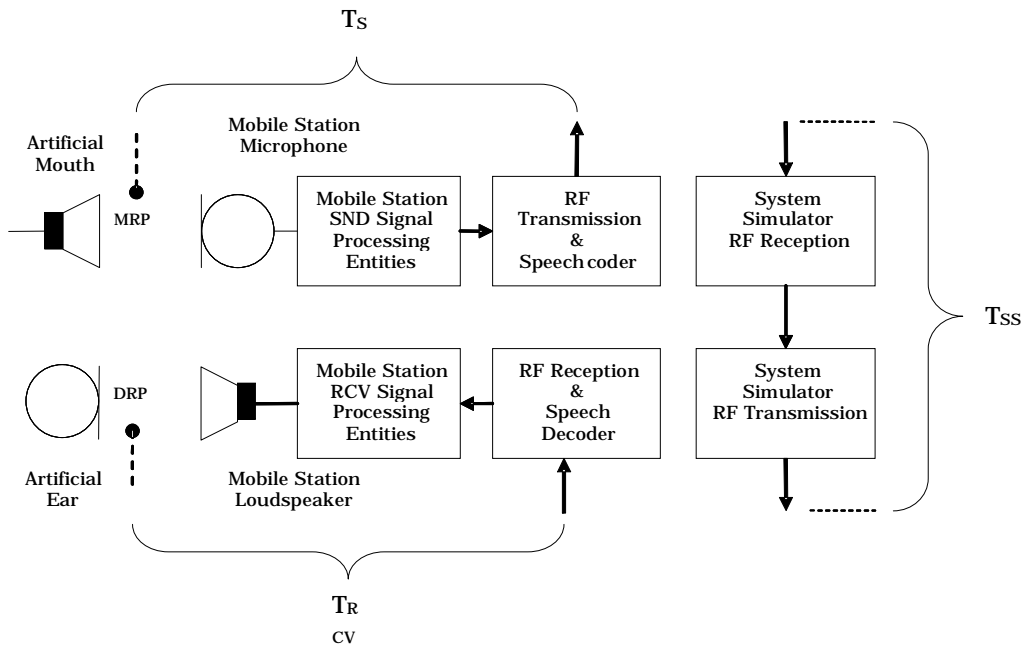 Ts
Artificial
Mouth
MRP
Mobile Station
Microphone
Mobile Station
SND Signal
Processing
Entities
RF
Transmission
&
Speech coder
System
Simulator
RF Reception
Tss
DRP
Artificial
Ear
Mobile Station
Loudspeaker
Mobile Station
RCV Signal
Processing
Entities
RF Reception
&
Speech
Decoder
System
Simulator
RF Transmission
TR
CV